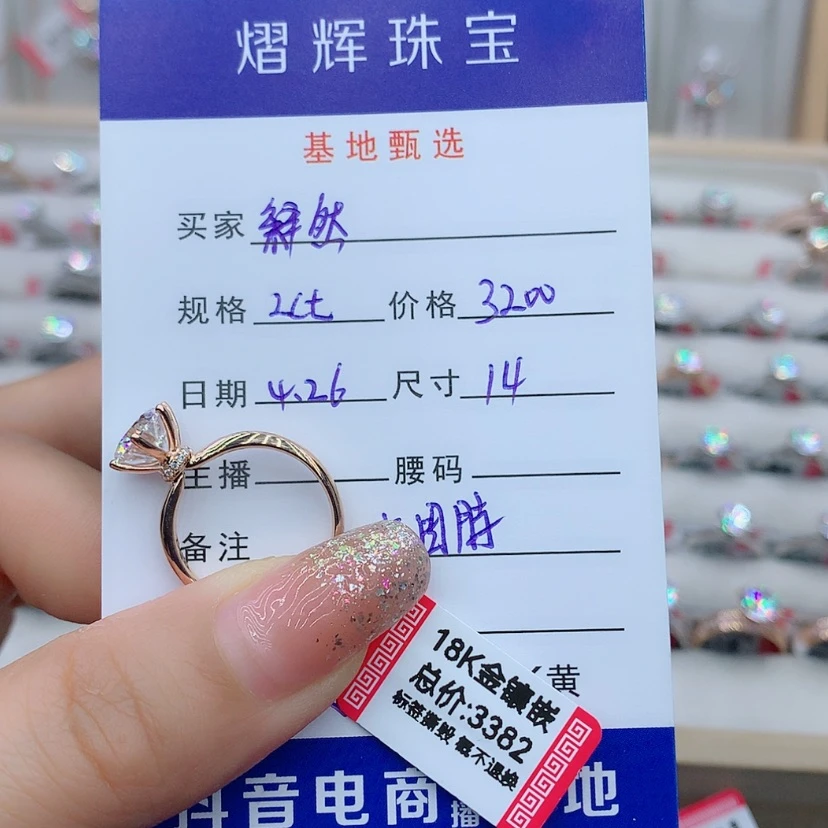 熠辉珠宝
基地甄选
买家 然
规格 2ct 价格 3200
日期 4.26 尺寸 14
主播 腰码
备注
黄
18K金镶嵌
总价:3382
标签撕毁 概不退换
抖音电商 播 地